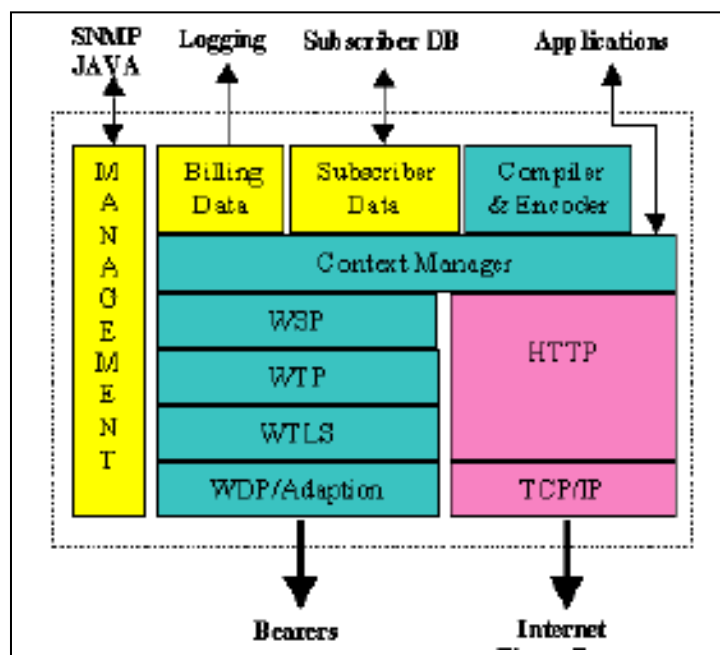 SNMP
JAVA
Logging
Subscriber DB
Applications
MANAGEMENT
Billing
Data
Subscriber
Data
Compiler
& Encoder
Context Manager
WSP
HTTP
WTP
WTLS
WDP/Adaption
TCP/IP
Bearers
Internet